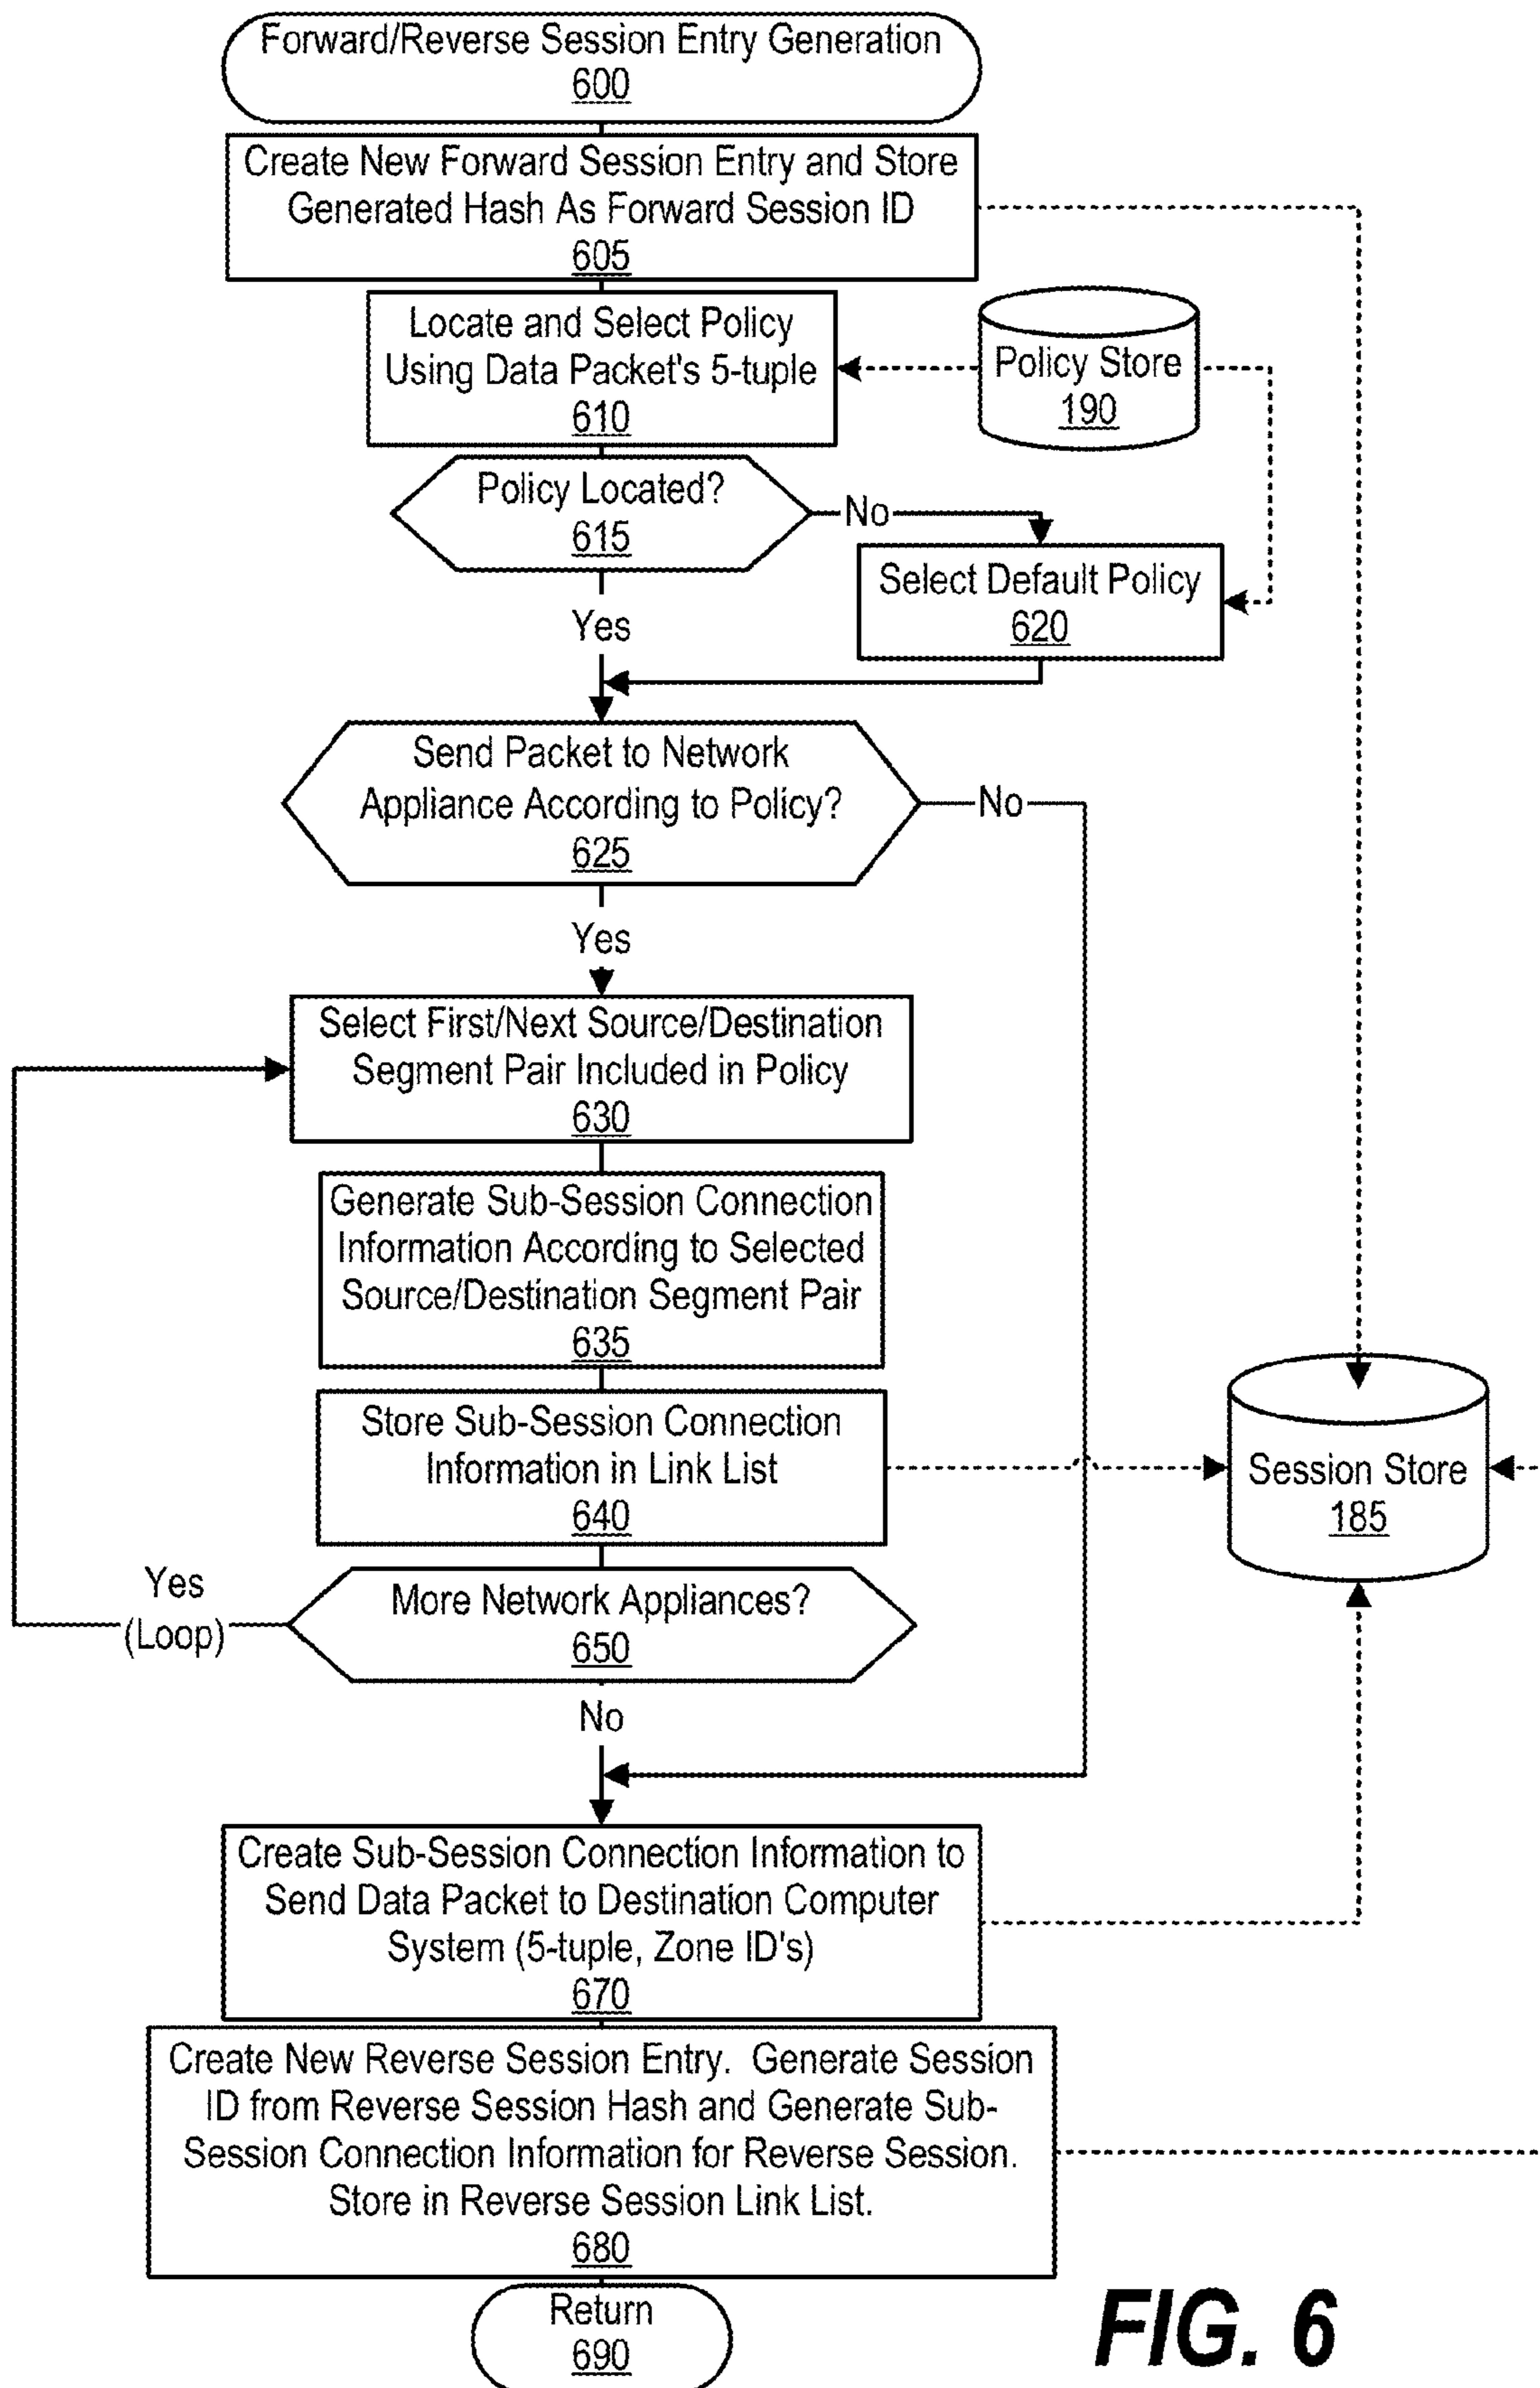 Forward/Reverse Session Entry Generation
600
Create New Forward Session Entry and Store
Generated Hash As Forward Session ID
605
Locate and Select Policy
Using Data Packet's 5-tuple
610
Policy Store
190
Policy Located?
615
No
Select Default Policy
620
Yes
Send Packet to Network
Appliance According to Policy?
625
No
Yes
Select First/Next Source/Destination
Segment Pair Included in Policy
630
Generate Sub-Session Connection
Information According to Selected
Source/Destination Segment Pair
635
Store Sub-Session Connection
Information in Link List
640
Session Store
185
Yes
(Loop)
More Network Appliances?
650
No
Create Sub-Session Connection Information to
Send Data Packet to Destination Computer
System (5-tuple, Zone ID's)
670
Create New Reverse Session Entry. Generate Session
ID from Reverse Session Hash and Generate Sub-
Session Connection Information for Reverse Session.
Store in Reverse Session Link List.
680
Return
690
FIG. 6